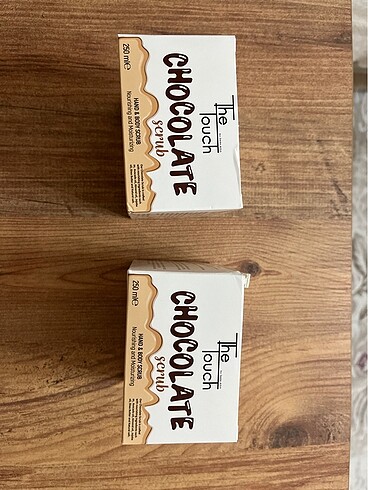 The
Touch
CHOCOLATE
scrub
HAND & BODY SCRUB
Nourishing and Moisturizing
250 ml ℮
The
Touch
CHOCOLATE
scrub
HAND & BODY SCRUB
Nourishing and Moisturizing
250 ml ℮